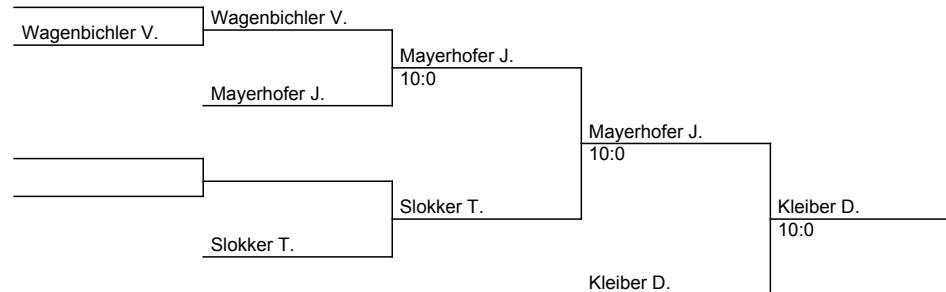 Wagenbichler V.
Wagenbichler V.
Mayerhofer J.
10:0
Mayerhofer J.
Mayerhofer J.
10:0
Slokker T.
Kleiber D.
10:0
Slokker T.
Kleiber D.